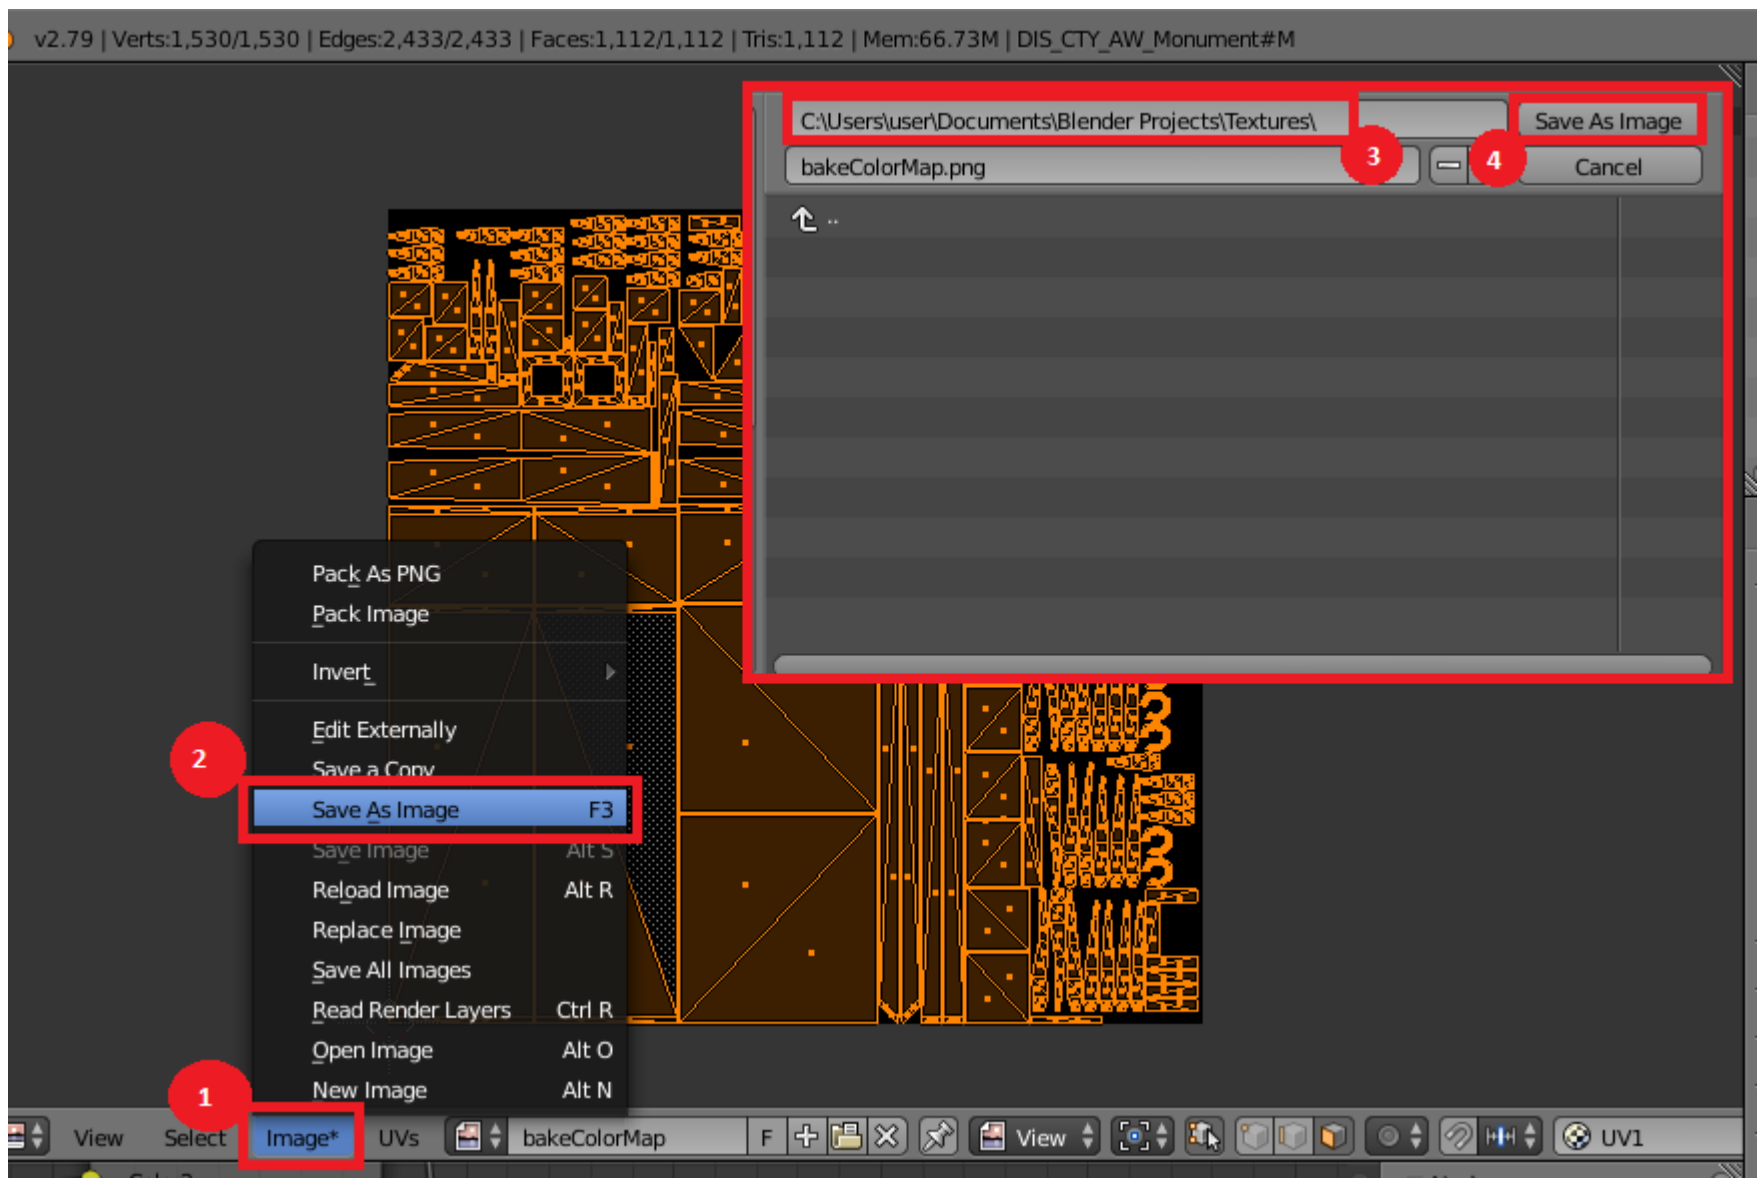 v2.79 | Verts:1,530/1,530 | Edges:2,433/2,433 | Faces:1,112/1,112 | Tris:1,112 | Mem:66.73M | DIS_CTY_AW_Monument#M
C:\Users\user\Documents\Blender Projects\Textures\ Save As Image
3 4
bakeColorMap.png Cancel
..
Pack As PNG
Pack Image
Invert
Edit Externally
2
Save a Copy
Save As Image F3
Save Image Alt S
Reload Image Alt R
Replace Image
Save All Images
Read Render Layers Ctrl R
Open Image Alt O
New Image Alt N
1
View Select Image* UVs bakeColorMap F View UV1